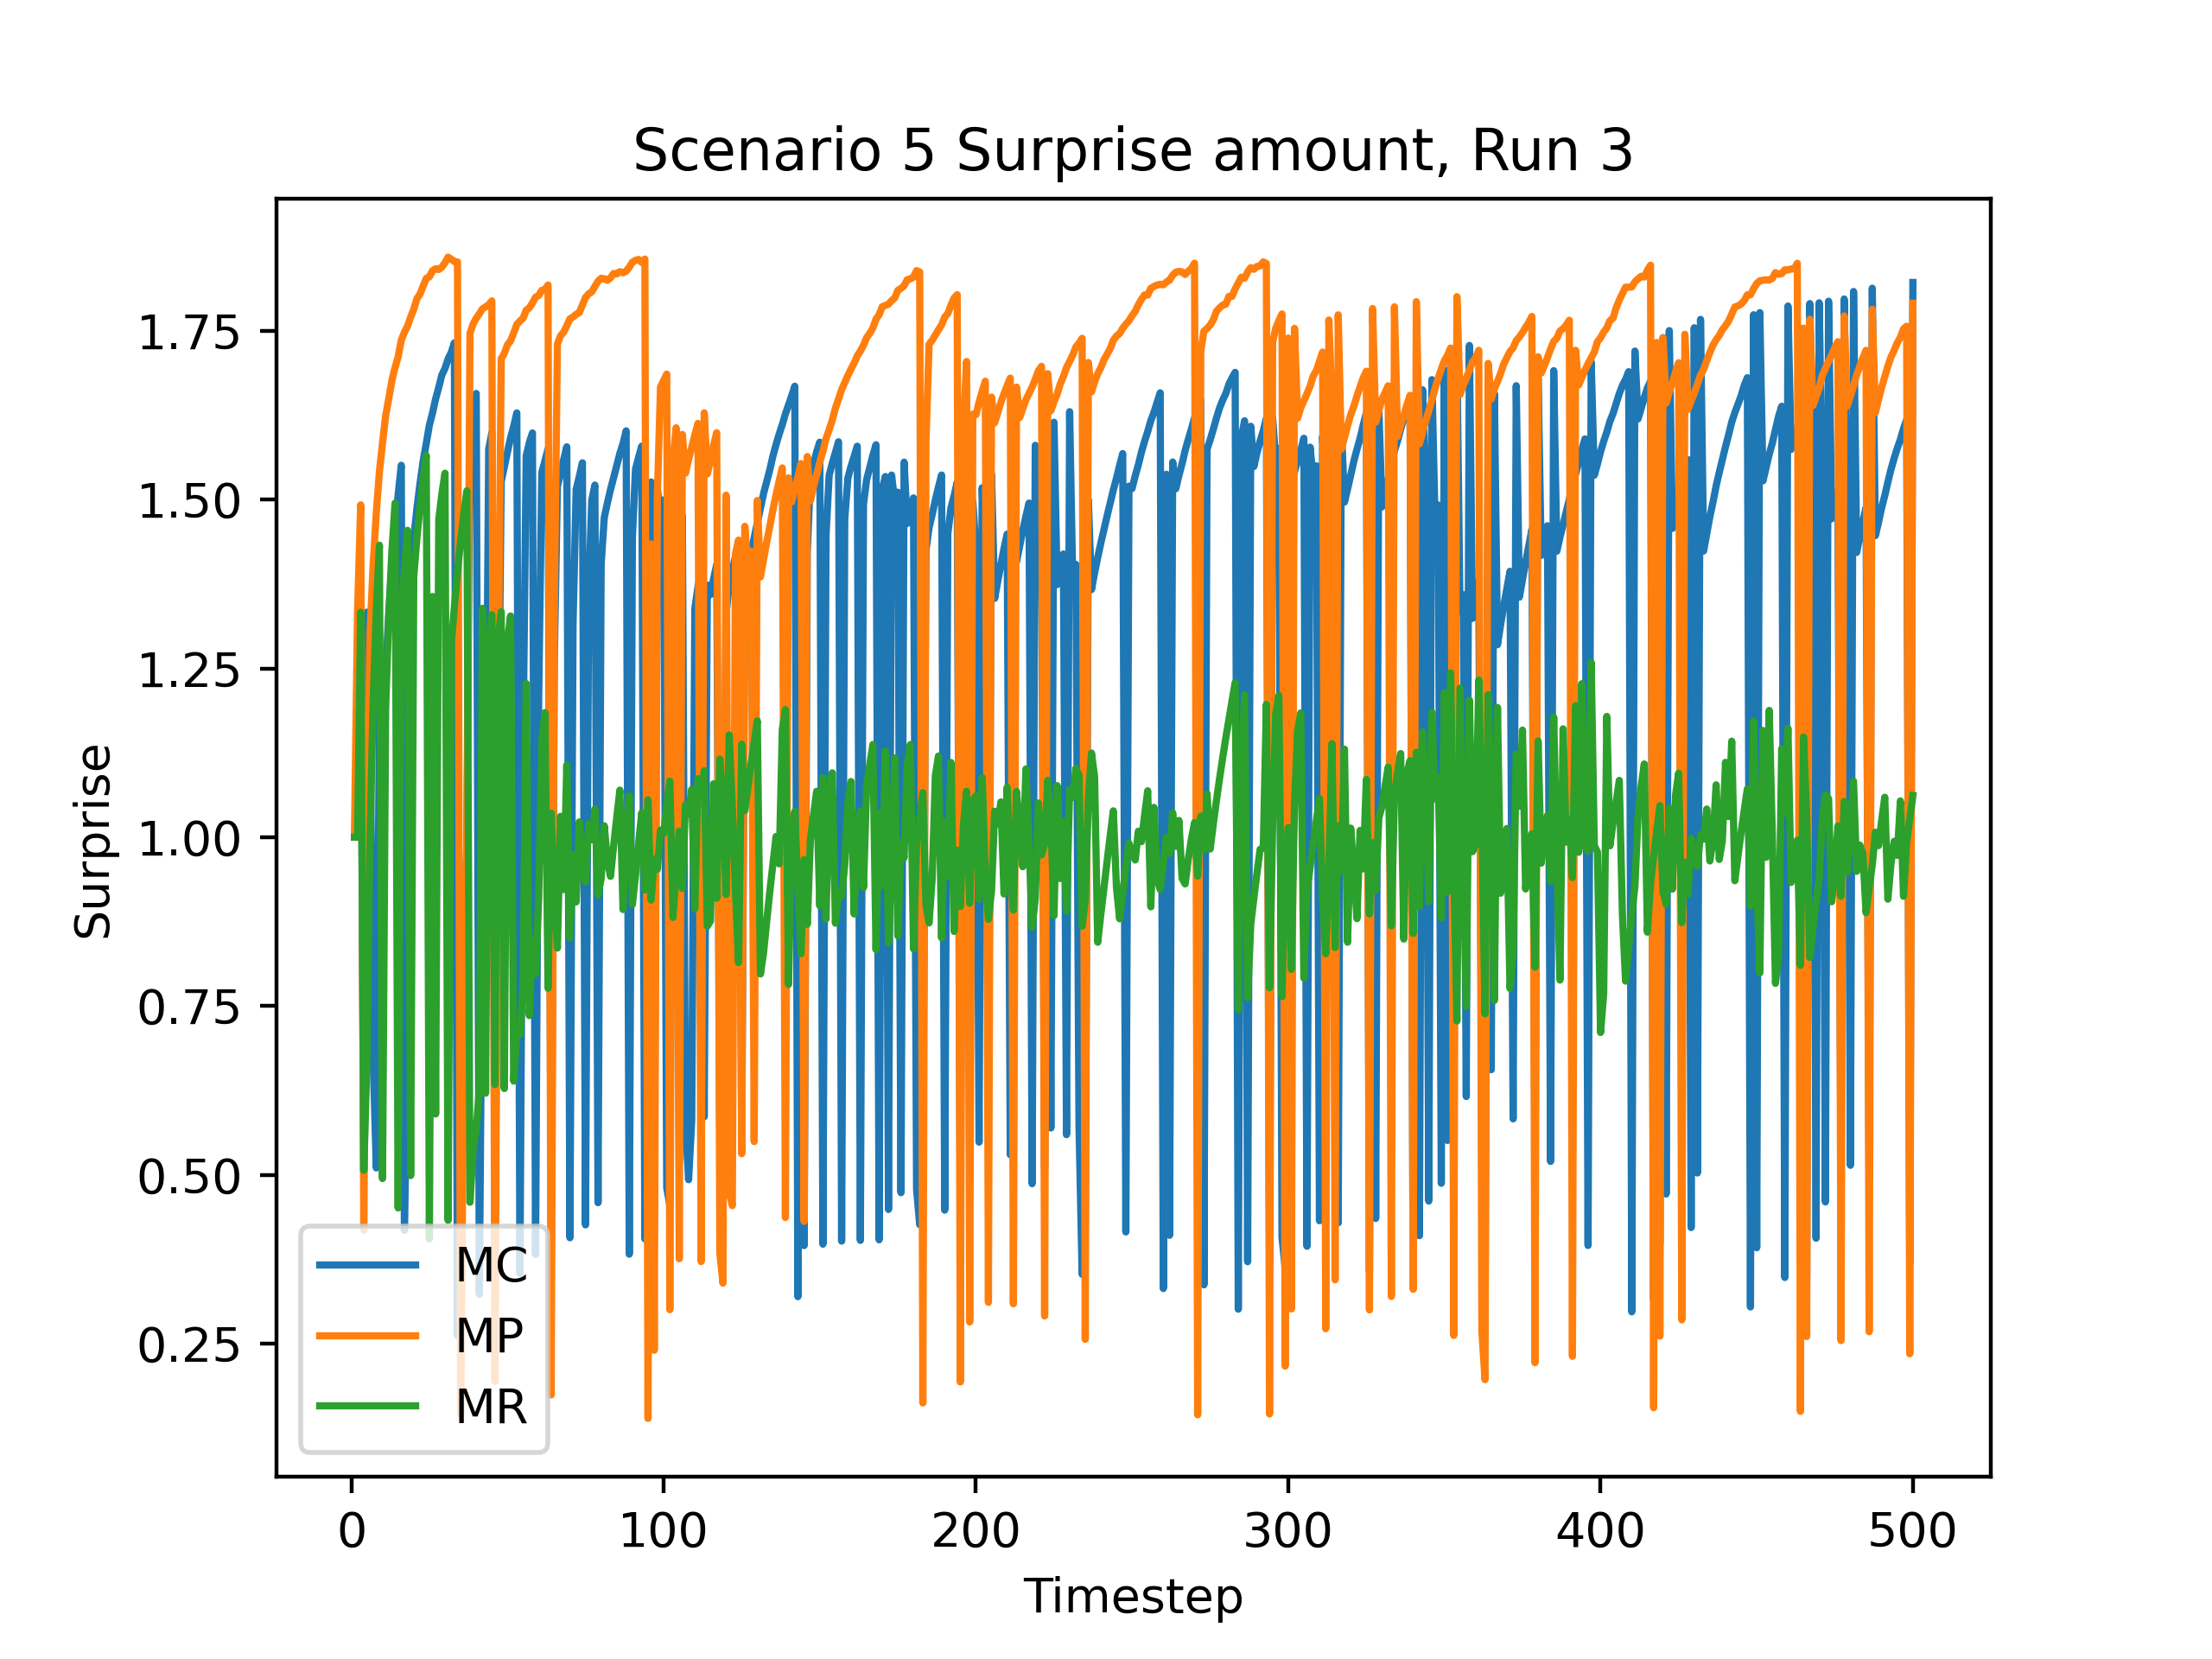 Scenario 5 Surprise amount, Run 3
Surprise
1.75
1.50
1.25
1.00
0.75
0.50
0.25
MC
MP
MR
0 100 200 300 400 500
Timestep